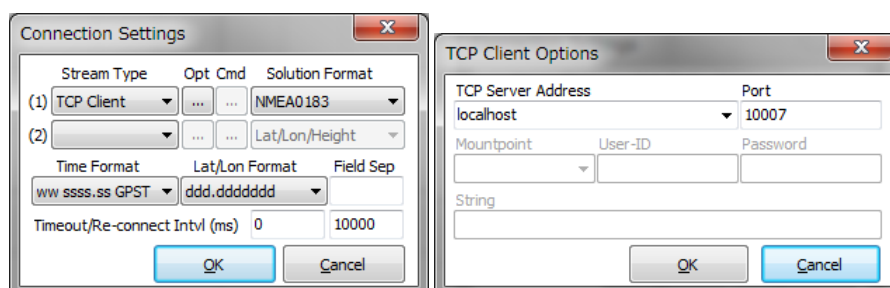 Connection Settings
Stream Type Opt Cmd Solution Format
(1) TCP Client ... ... NMEA0183
(2) ... ... Lat/Lon/Height
Time Format Lat/Lon Format Field Sep
ww ssss.ss GPST ddd.ddddddd
Timeout/Re-connect Intvl (ms) 0 10000
OK Cancel
TCP Client Options
TCP Server Address Port
localhost 10007
Mountpoint User-ID Password
String
OK Cancel